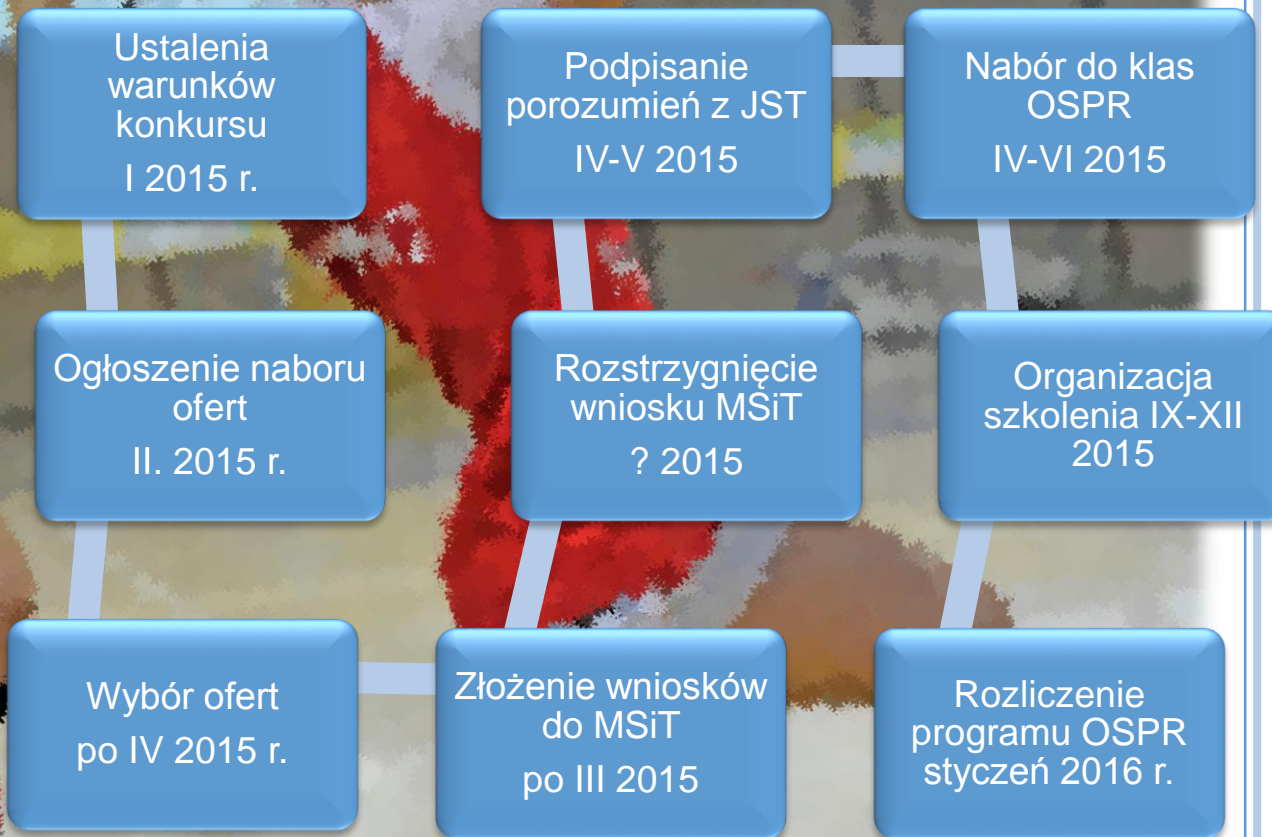 Ustalenia
warunków
konkursu
I 2015 r.
Ogłoszenie naboru
ofert
II. 2015 r.
Wybór ofert
po IV 2015 r.
Złożenie wniosków
do MSiT
po III 2015
Rozstrzygnięcie
wniosku MSiT
? 2015
Podpisanie
porozumień z JST
IV-V 2015
Nabór do klas
OSPR
IV-VI 2015
Organizacja
szkolenia IX-XII
2015
Rozliczenie
programu OSPR
styczeń 2016 r.